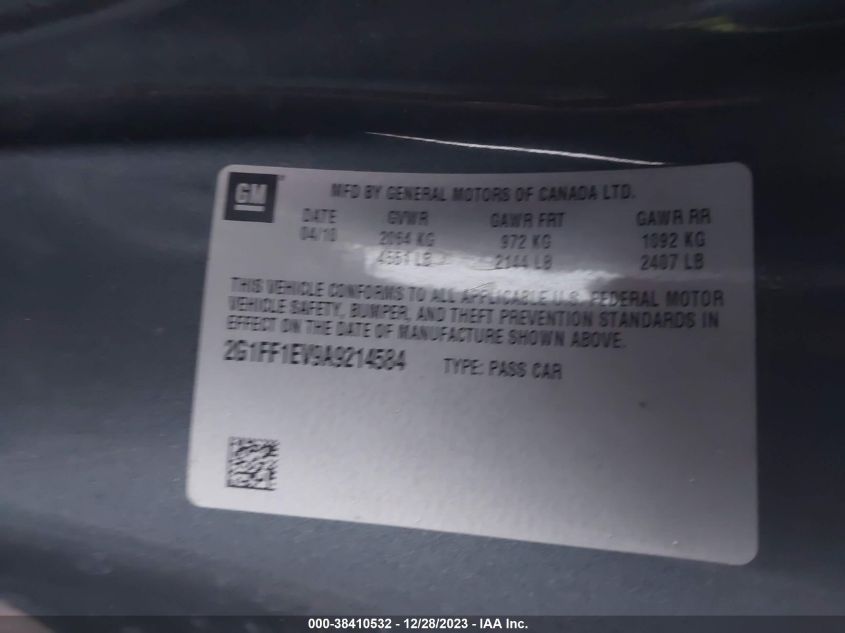 GM
MFD BY GENERAL MOTORS OF CANADA LTD.
DATE GVWR GAWR FRT GAWR RR
04/10 2064 KG 972 KG 1092 KG
4551 LB 2144 LB 2407 LB
THIS VEHICLE CONFORMS TO ALL APPLICABLE U.S. FEDERAL MOTOR
VEHICLE SAFETY, BUMPER, AND THEFT PREVENTION STANDARDS IN
EFFECT ON THE DATE OF MANUFACTURE SHOWN ABOVE.
2G1FF1EV9A9214584 TYPE: PASS CAR
000-38410532 - 12/28/2023 - IAA Inc.